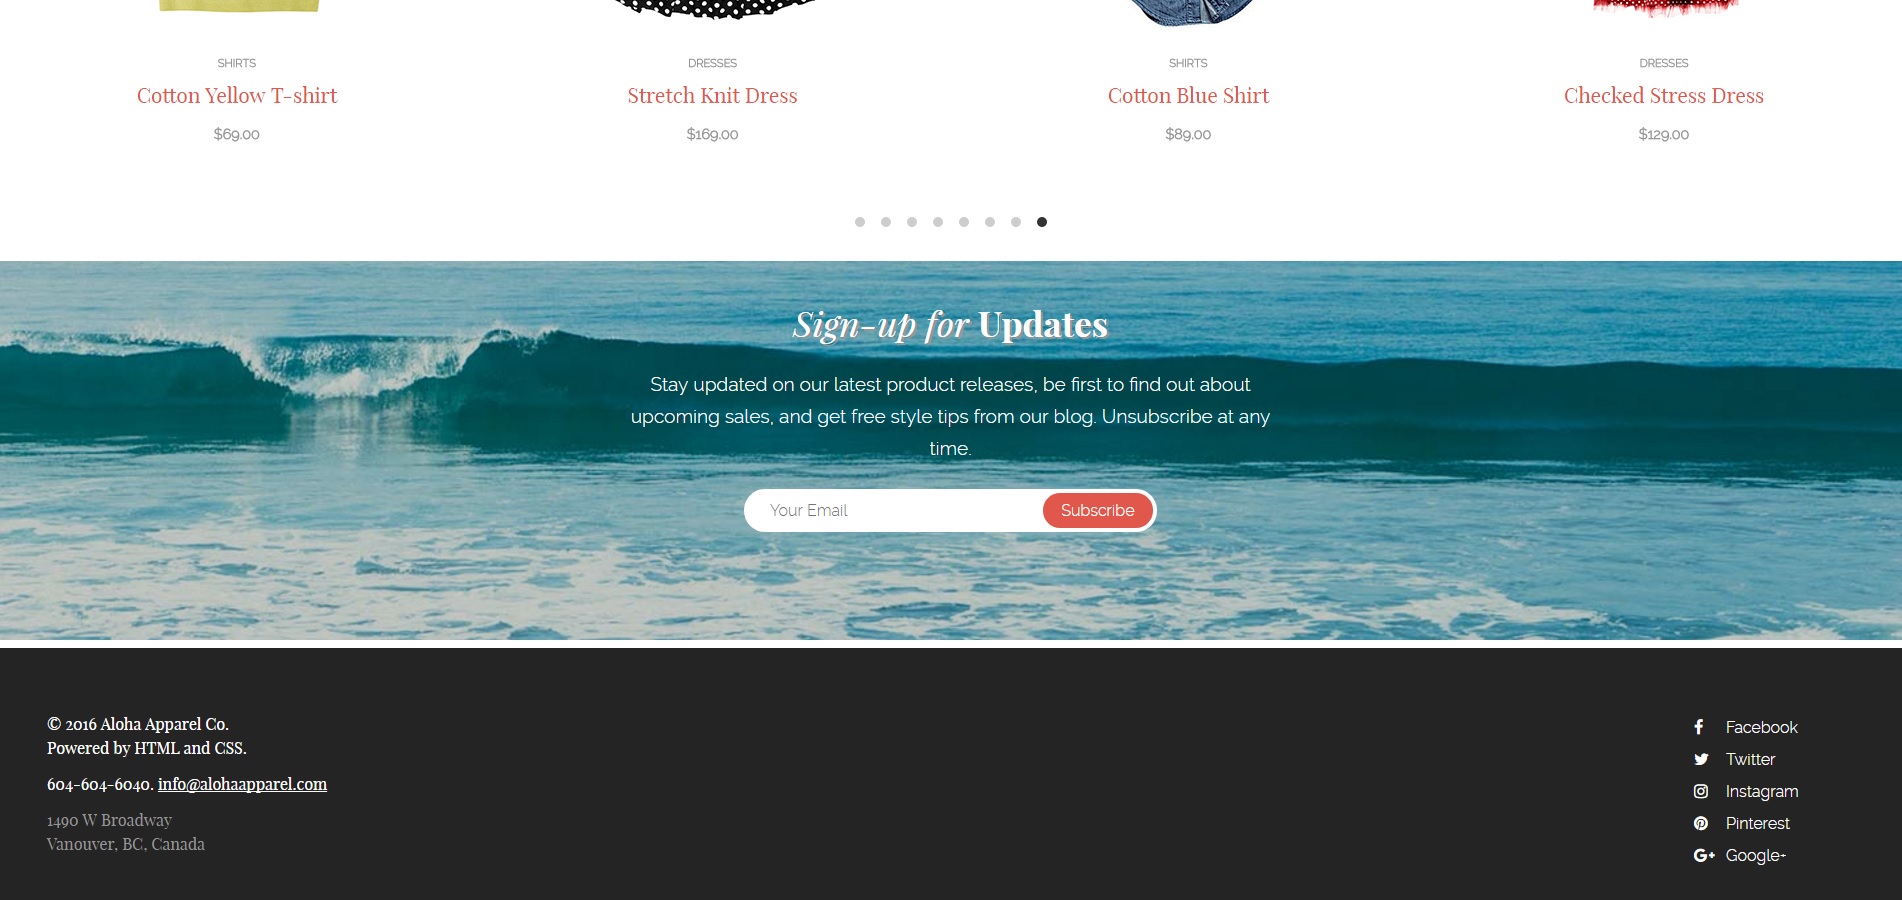 SHIRTS
Cotton Yellow T-shirt
$69.00
DRESSES
Stretch Knit Dress
$169.00
SHIRTS
Cotton Blue Shirt
$89.00
DRESSES
Checked Stress Dress
$129.00
Sign-up for Updates
Stay updated on our latest product releases, be first to find out about
upcoming sales, and get free style tips from our blog. Unsubscribe at any
time.
Your Email
Subscribe
© 2016 Aloha Apparel Co.
Powered by HTML and CSS.
604-604-6040. info@alohaapparel.com
1490 W Broadway
Vanouver, BC, Canada
Facebook
Twitter
Instagram
Pinterest
Google+